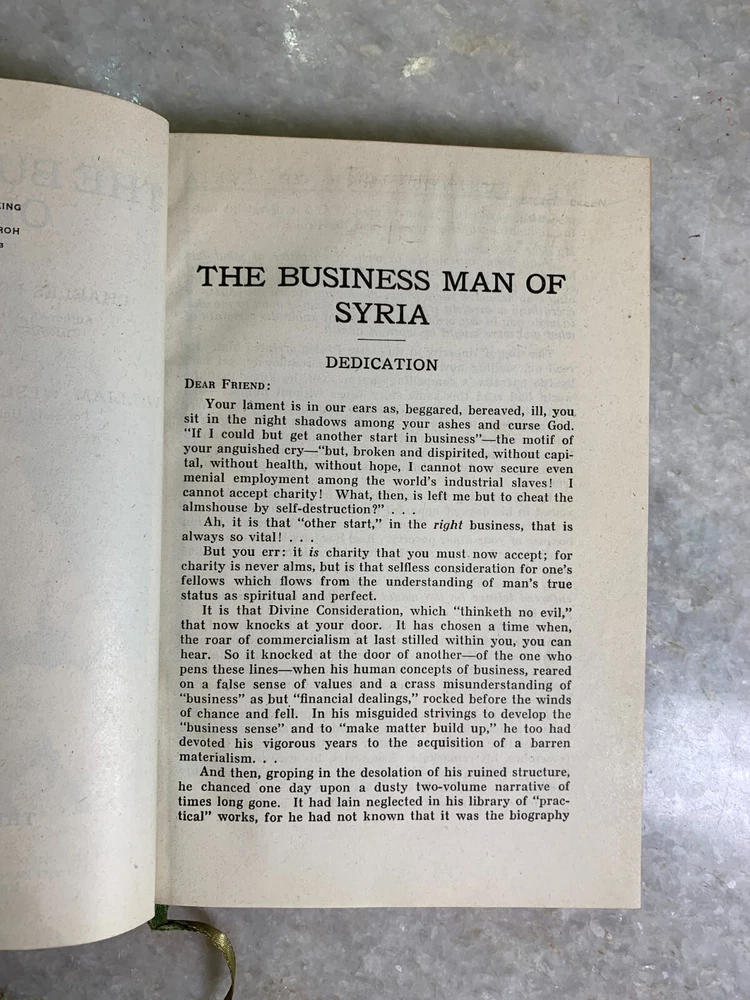 THE BUSINESS MAN OF
SYRIA
DEDICATION
DEAR FRIEND:
Your lament is in our ears as, beggared, bereaved, ill, you
sit in the night shadows among your ashes and curse God.
“If I could but get another start in business”—the motif of
your anguished cry—“but, broken and dispirited, without capi-
tal, without health, without hope, I cannot now secure even
menial employment among the world’s industrial slaves! I
cannot accept charity! What, then, is left me but to cheat the
almshouse by self-destruction?” . . .
Ah, it is that “other start,” in the right business, that is
always so vital! . . .
But you err: it is charity that you must now accept; for
charity is never alms, but is that selfless consideration for one’s
fellows which flows from the understanding of man’s true
status as spiritual and perfect.
It is that Divine Consideration, which “thinketh no evil,”
that now knocks at your door. It has chosen a time when,
the roar of commercialism at last stilled within you, you can
hear. So it knocked at the door of another—of the one who
pens these lines—when his human concepts of business, reared
on a false sense of values and a crass misunderstanding of
“business” as but “financial dealings,” rocked before the winds
of chance and fell. In his misguided strivings to develop the
“business sense” and to “make matter build up,” he too had
devoted his vigorous years to the acquisition of a barren
materialism. . .
And then, groping in the desolation of his ruined structure,
he chanced one day upon a dusty two-volume narrative of
times long gone. It had lain neglected in his library of “prac-
tical” works, for he had not known that it was the biography